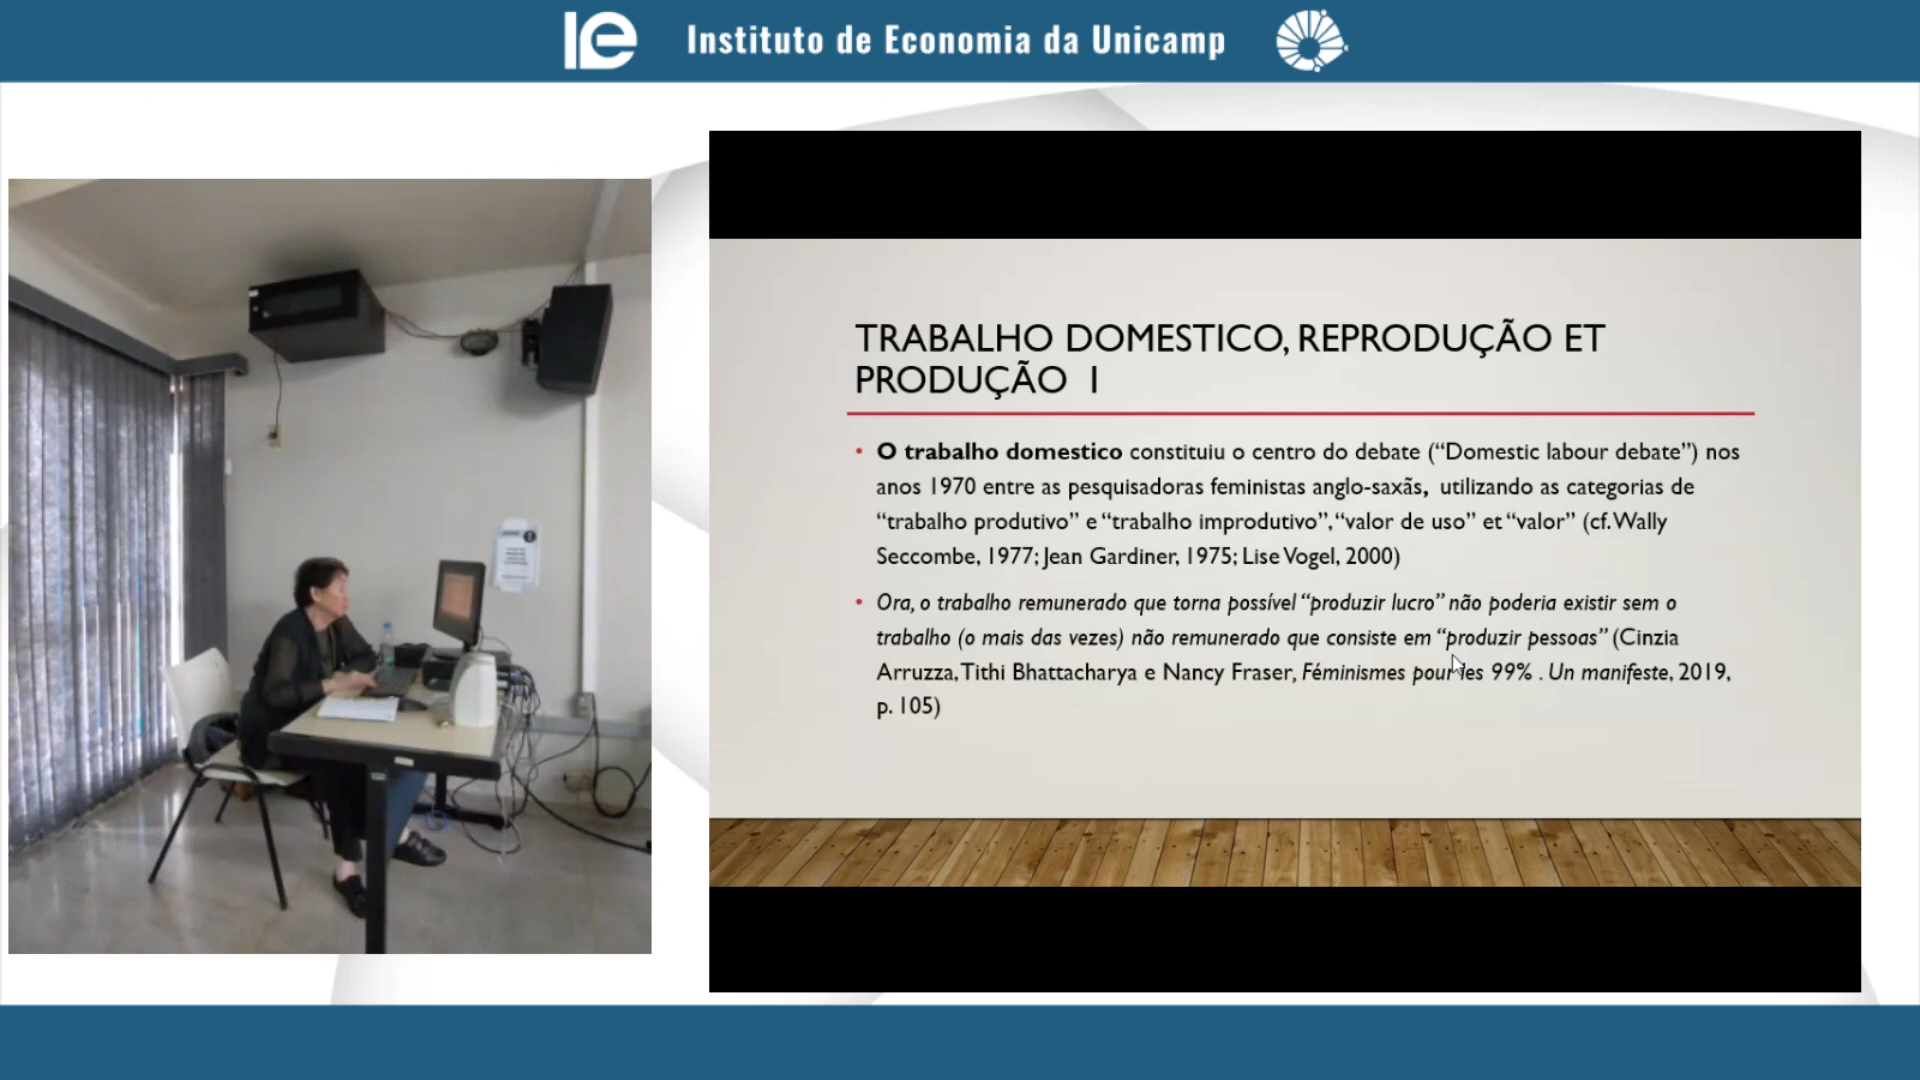 Instituto de Economia da Unicamp
TRABALHO DOMESTICO, REPRODUÇÃO ET
PRODUÇÃO I
• O trabalho domestico constituiu o centro do debate (“Domestic labour debate”) nos
anos 1970 entre as pesquisadoras feministas anglo-saxãs, utilizando as categorias de
“trabalho produtivo” e “trabalho improdutivo”, “valor de uso” et “valor” (cf. Wally
Seccombe, 1977; Jean Gardiner, 1975; Lise Vogel, 2000)
• Ora, o trabalho remunerado que torna possível “produzir lucro” não poderia existir sem o
trabalho (o mais das vezes) não remunerado que consiste em “produzir pessoas” (Cinzia
Arruzza, Tithi Bhattacharya e Nancy Fraser, Féminismes pour les 99% . Un manifeste, 2019,
p. 105)